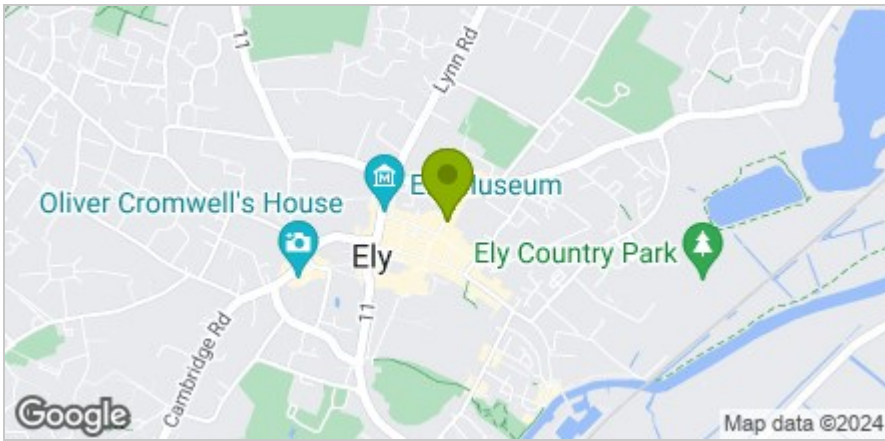 11
Lynn Rd
Ely Museum
Oliver Cromwell's House
Ely Country Park
Ely
11
Cambridge Rd
Google
Map data ©2024